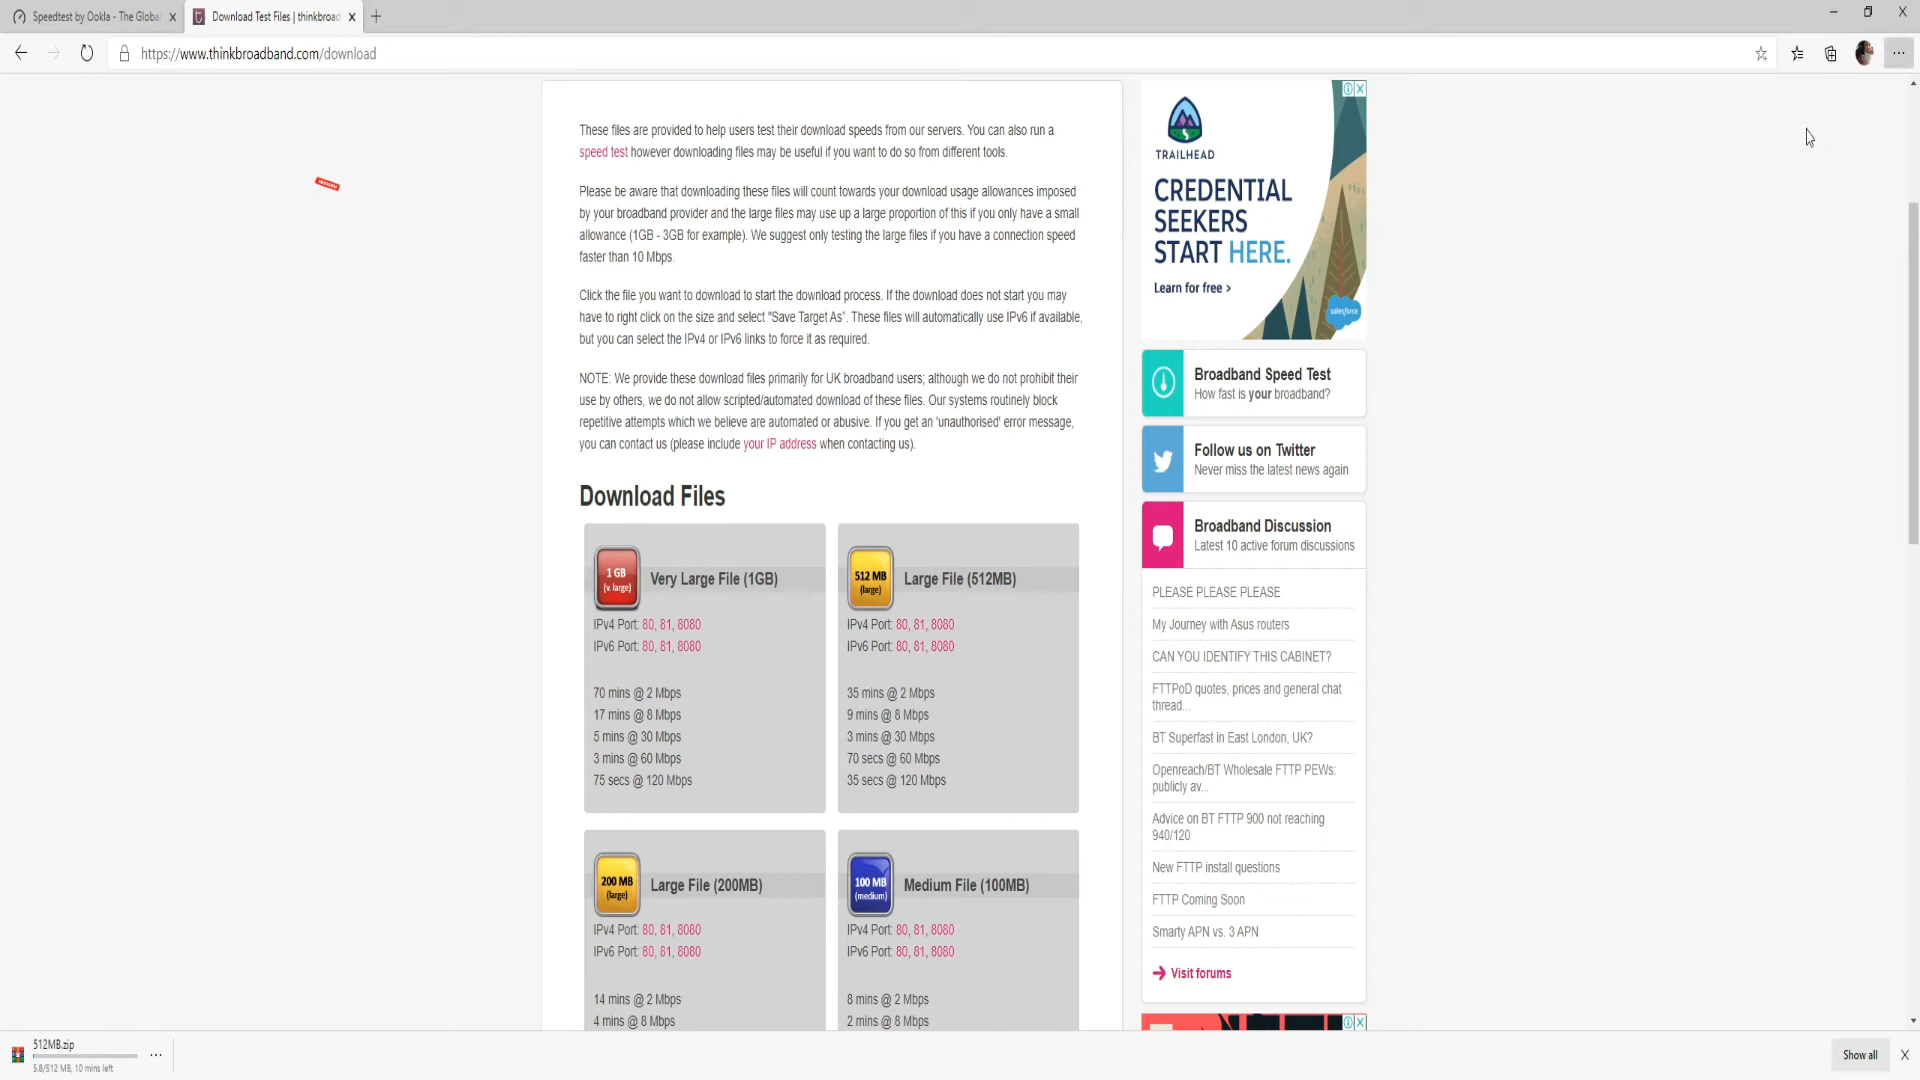 Speedtest by Ookla - The Global
Download Test Files | thinkbroad
https://www.thinkbroadband.com/download
These files are provided to help users test their download speeds from our servers. You can also run a
speed test however downloading files may be useful if you want to do so from different tools.
Please be aware that downloading these files will count towards your download usage allowances imposed
by your broadband provider and the large files may use up a large proportion of this if you only have a small
allowance (1GB - 3GB for example). We suggest only testing the large files if you have a connection speed
faster than 10 Mbps.
Click the file you want to download to start the download process. If the download does not start you may
have to right click on the size and select "Save Target As". These files will automatically use IPv6 if available,
but you can select the IPv4 or IPv6 links to force it as required.
NOTE: We provide these download files primarily for UK broadband users; although we do not prohibit their
use by others, we do not allow scripted/automated download of these files. Our systems routinely block
repetitive attempts which we believe are automated or abusive. If you get an 'unauthorised' error message,
you can contact us (please include your IP address when contacting us).
Download Files
1 GB
(v. large)
Very Large File (1GB)
IPv4 Port: 80, 81, 8080
IPv6 Port: 80, 81, 8080
70 mins @ 2 Mbps
17 mins @ 8 Mbps
5 mins @ 30 Mbps
3 mins @ 60 Mbps
75 secs @ 120 Mbps
512 MB
(large)
Large File (512MB)
IPv4 Port: 80, 81, 8080
IPv6 Port: 80, 81, 8080
35 mins @ 2 Mbps
9 mins @ 8 Mbps
3 mins @ 30 Mbps
70 secs @ 60 Mbps
35 secs @ 120 Mbps
200 MB
(large)
Large File (200MB)
IPv4 Port: 80, 81, 8080
IPv6 Port: 80, 81, 8080
14 mins @ 2 Mbps
4 mins @ 8 Mbps
100 MB
(medium)
Medium File (100MB)
IPv4 Port: 80, 81, 8080
IPv6 Port: 80, 81, 8080
8 mins @ 2 Mbps
2 mins @ 8 Mbps
TRAILHEAD
CREDENTIAL
SEEKERS
START HERE.
Learn for free >
salesforce
Broadband Speed Test
How fast is your broadband?
Follow us on Twitter
Never miss the latest news again
Broadband Discussion
Latest 10 active forum discussions
PLEASE PLEASE PLEASE
My Journey with Asus routers
CAN YOU IDENTIFY THIS CABINET?
FTTPoD quotes, prices and general chat
thread...
BT Superfast in East London, UK?
Openreach/BT Wholesale FTTP PEWs:
publicly av...
Advice on BT FTTP 900 not reaching
940/120
New FTTP install questions
FTTP Coming Soon
Smarty APN vs. 3 APN
Visit forums
512MB.zip
5.8/512 MB, 10 mins left
Show all